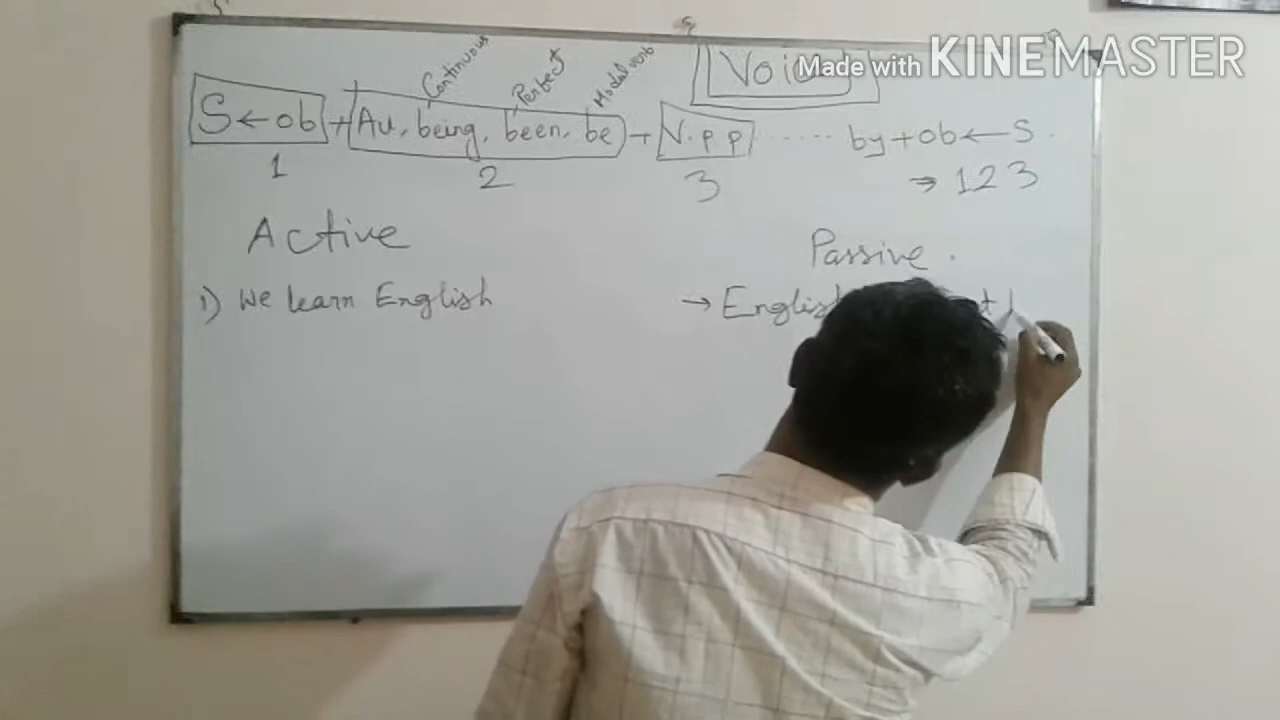 Made with KINEMASTER
Continuous Perfect Modal verb
S ← ob + Au, being, been, be + V.pp ...... by + ob ← S.
1 2 3 → 1 2 3
Active Passive.
1) We learn English → English